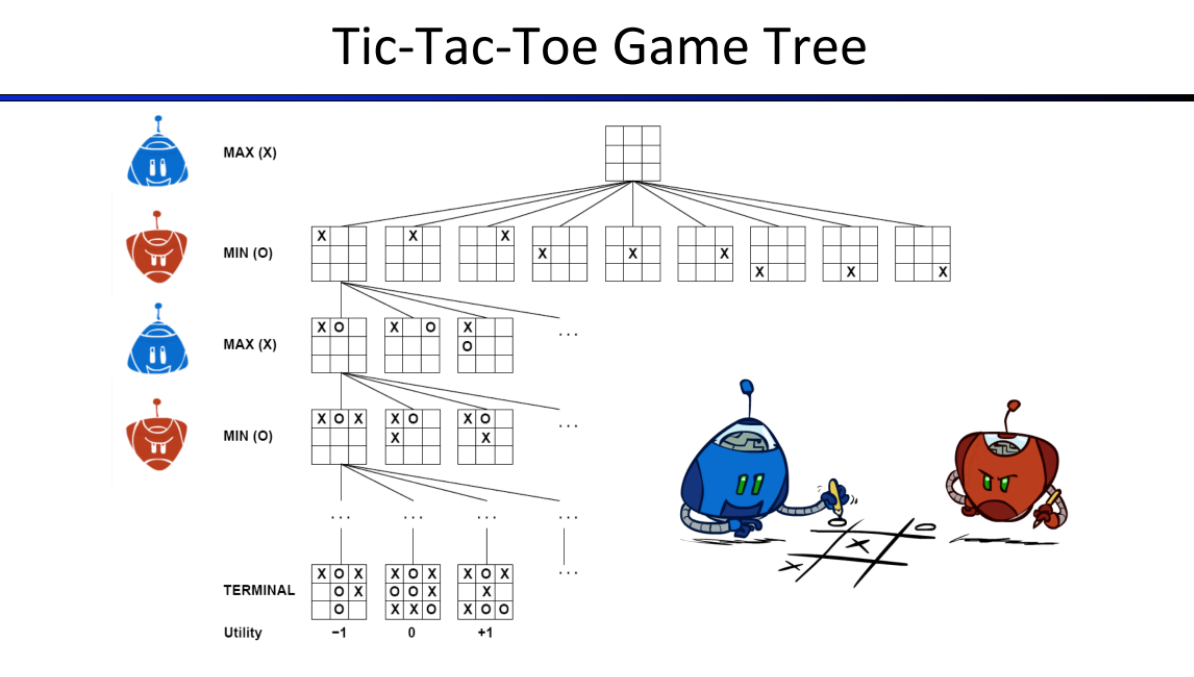 Tic-Tac-Toe Game Tree
MAX (X)
MIN (O)
X X X X X X X X X
MAX (X)
X O X O X
O
...
MIN (O)
X O X X O X O
X X
...
... ... ... ...
TERMINAL
X O X X O X X O X
O X O O X X
O X X O X O O
...
Utility
−1 0 +1
X
X
O
O